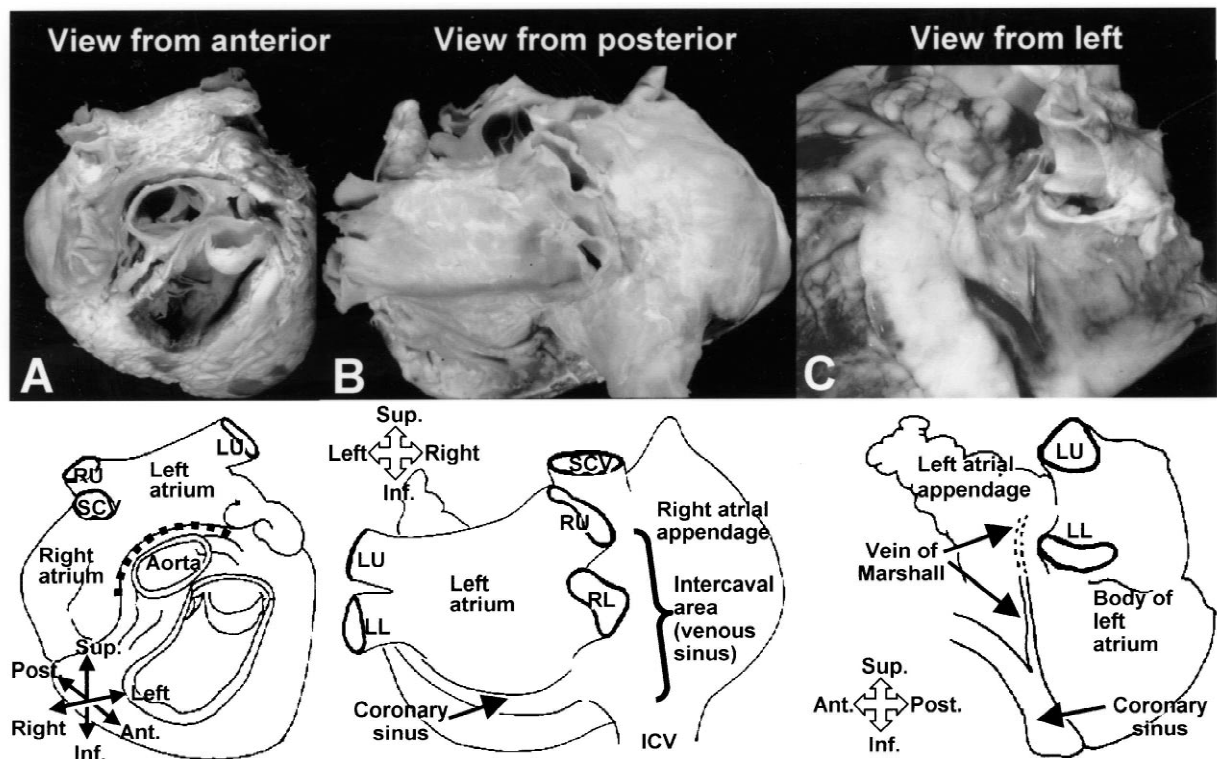 View from anterior
View from posterior
View from left
A
B
C
LU
RU
Left
atrium
SCV
Right
atrium
Aorta
Sup.
Post.
Left
Right
Ant.
Inf.
Sup.
Left
Right
Inf.
SCV
RU
Right atrial
appendage
LU
Left
atrium
RL
Intercaval
area
(venous
sinus)
LL
Coronary
sinus
ICV
LU
Left atrial
appendage
LL
Vein of
Marshall
Body of
left
atrium
Sup.
Ant.
Post.
Inf.
Coronary
sinus